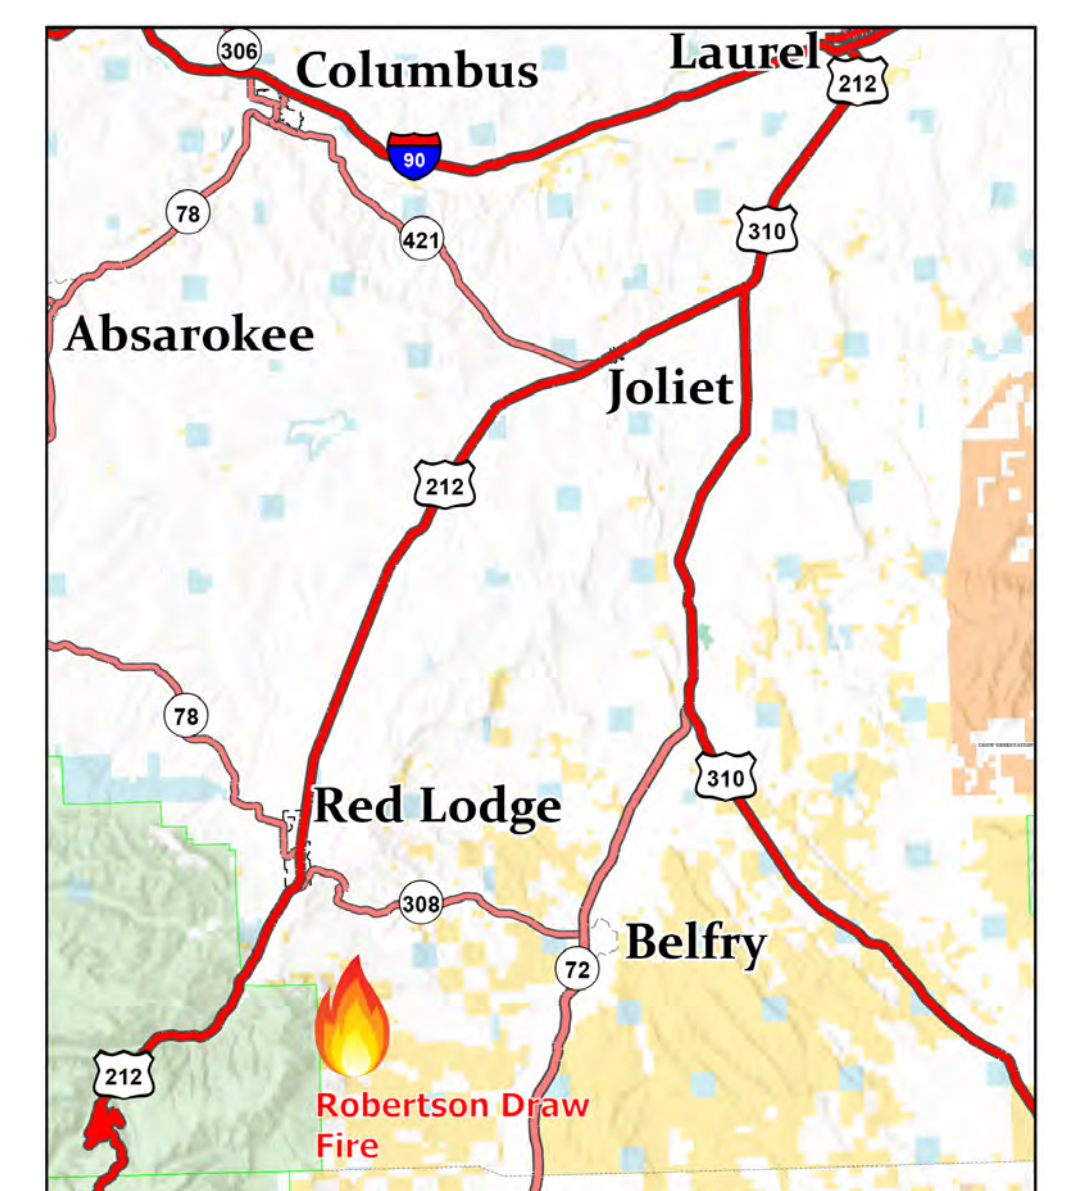 306
Columbus
Laurel
212
90
78
421
310
Absarokee
Joliet
212
78
310
Red Lodge
308
Belfry
72
212
Robertson Draw
Fire